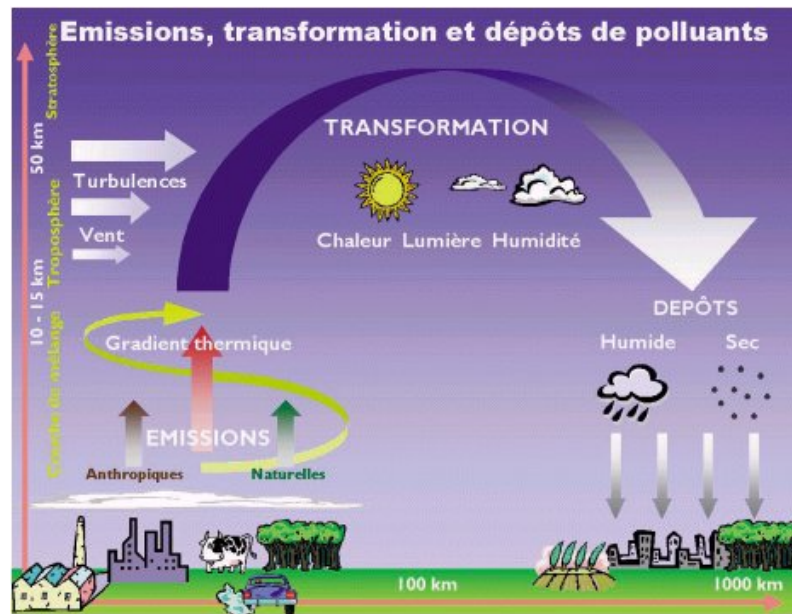 Emissions, transformation et dépôts de polluants
Stratosphère
50 km
Troposphère
10 - 15 km
Couche de mélange
Turbulences
Vent
TRANSFORMATION
Chaleur Lumière Humidité
Gradient thermique
EMISSIONS
Anthropiques
Naturelles
DEPÔTS
Humide Sec
100 km
1000 km